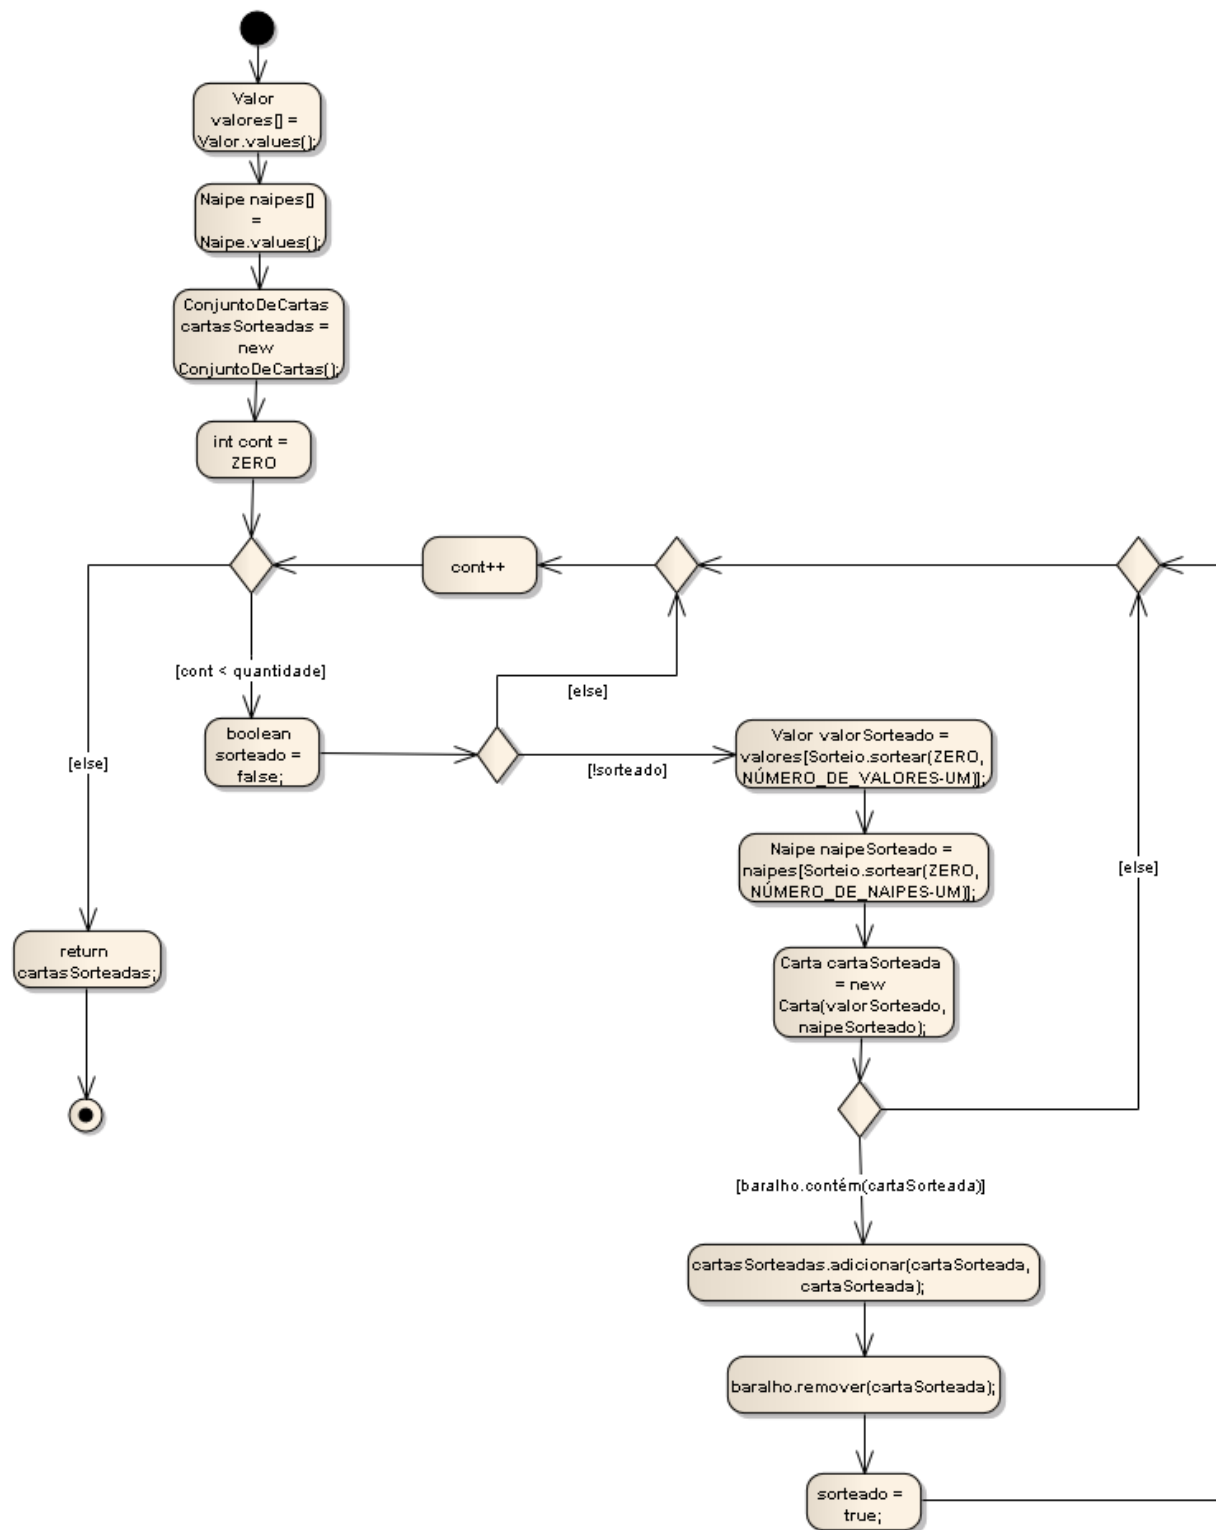 Valor
valores[] =
Valor.values();
Naipe naipes[]
=
Naipe.values();
ConjuntoDeCartas
cartasSorteadas =
new
ConjuntoDeCartas();
int cont =
ZERO
cont++
[cont < quantidade]
[else]
boolean
sorteado =
false;
[!sorteado]
[else]
Valor valorSorteado =
valores[Sorteio.sortear(ZERO,
NÚMERO_DE_VALORES-UM)];
Naipe naipeSorteado =
naipes[Sorteio.sortear(ZERO,
NÚMERO_DE_NAIPES-UM)];
[else]
return
cartasSorteadas;
Carta cartaSorteada
= new
Carta(valorSorteado,
naipeSorteado);
[baralho.contém(cartaSorteada)]
cartasSorteadas.adicionar(cartaSorteada,
cartaSorteada);
baralho.remover(cartaSorteada);
sorteado =
true;